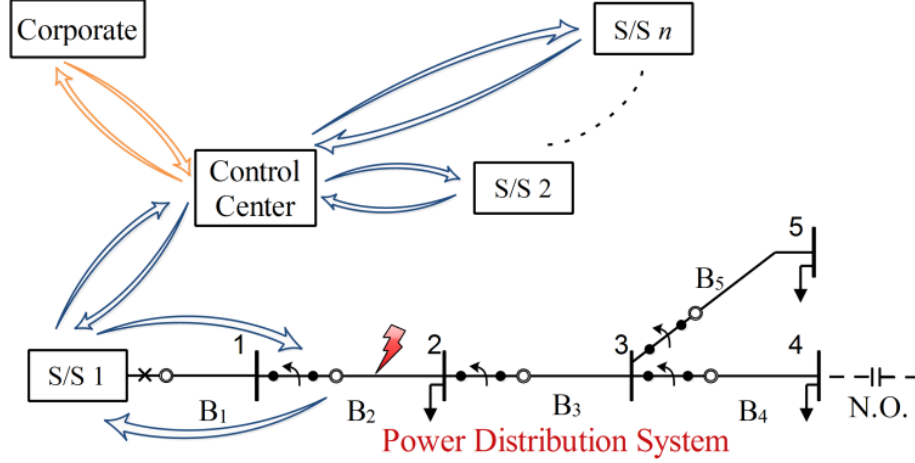 Corporate
S/S n
Control
Center
S/S 2
5
B5
1
2
3
4
S/S 1
B1
B2
B3
B4
N.O.
Power Distribution System